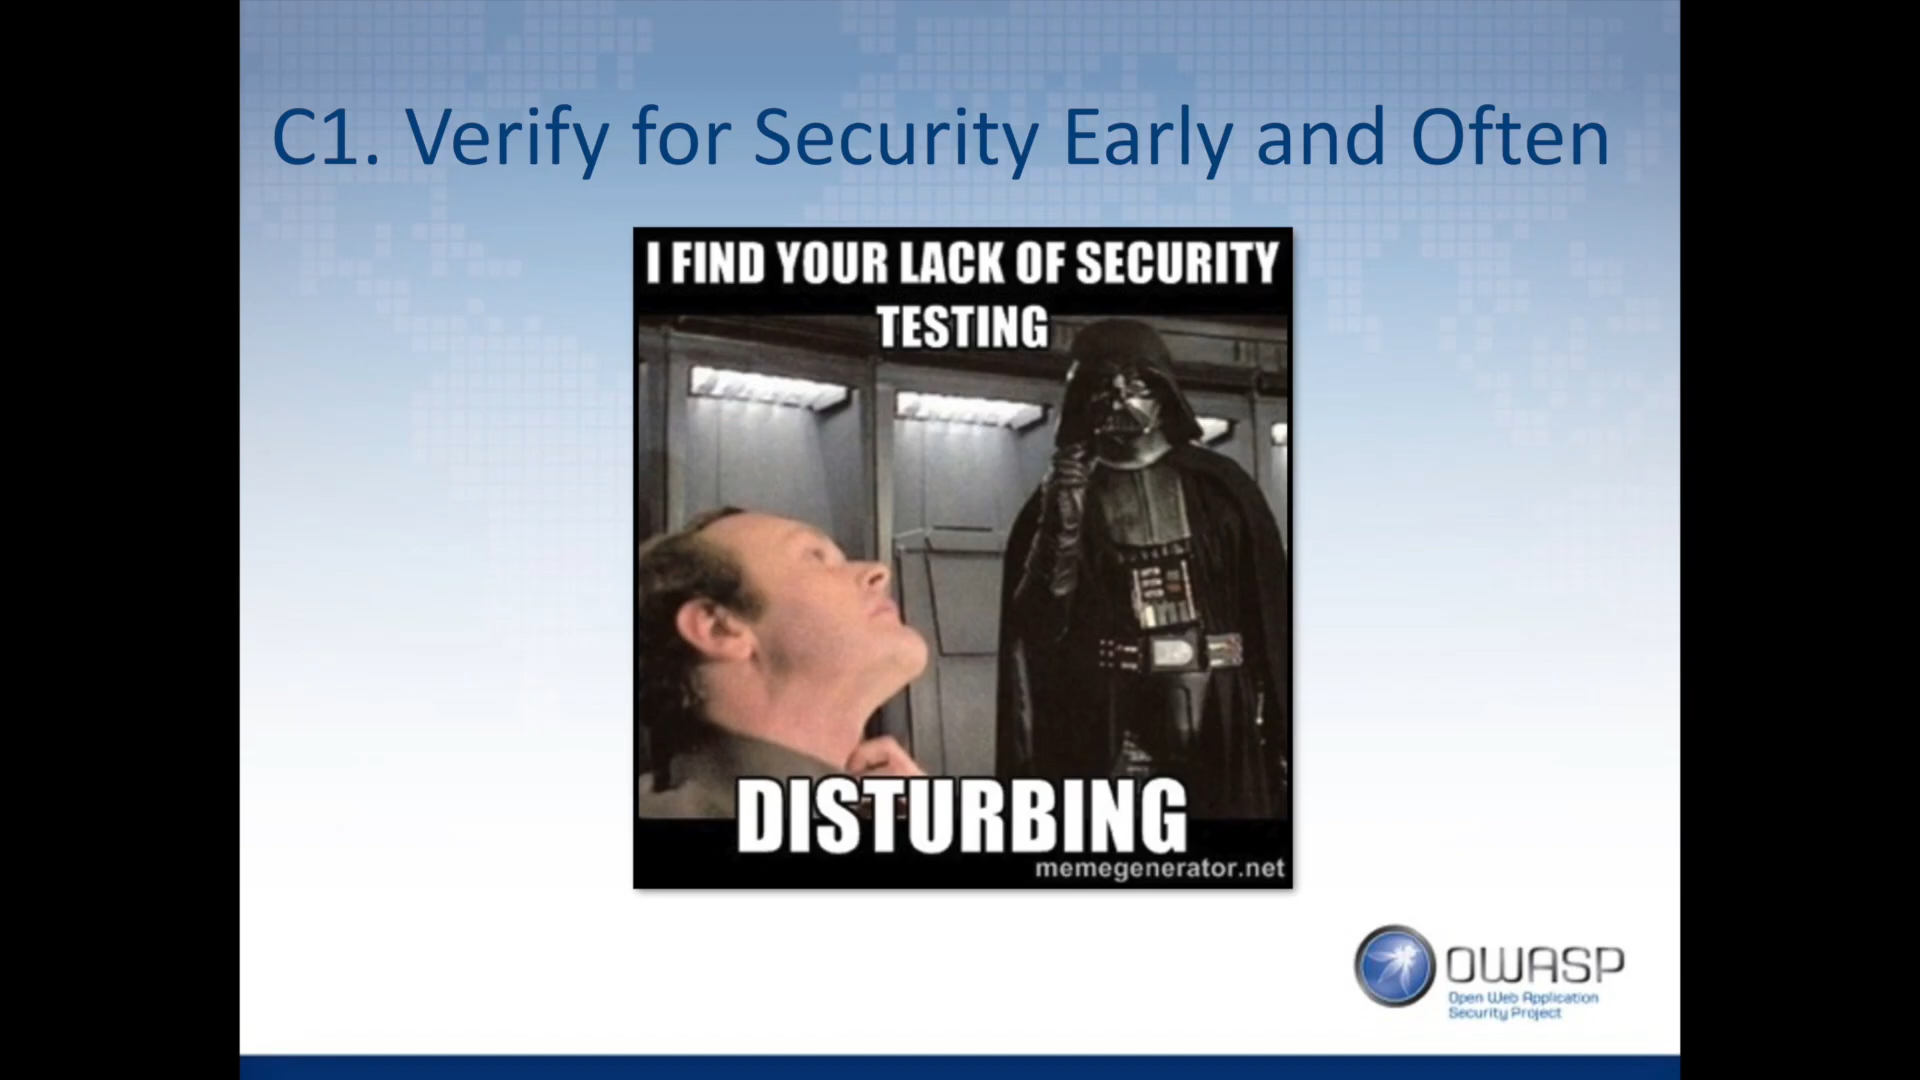 C1. Verify for Security Early and Often
I FIND YOUR LACK OF SECURITY
TESTING
DISTURBING
memegenerator.net
OWASP
Open Web Application
Security Project